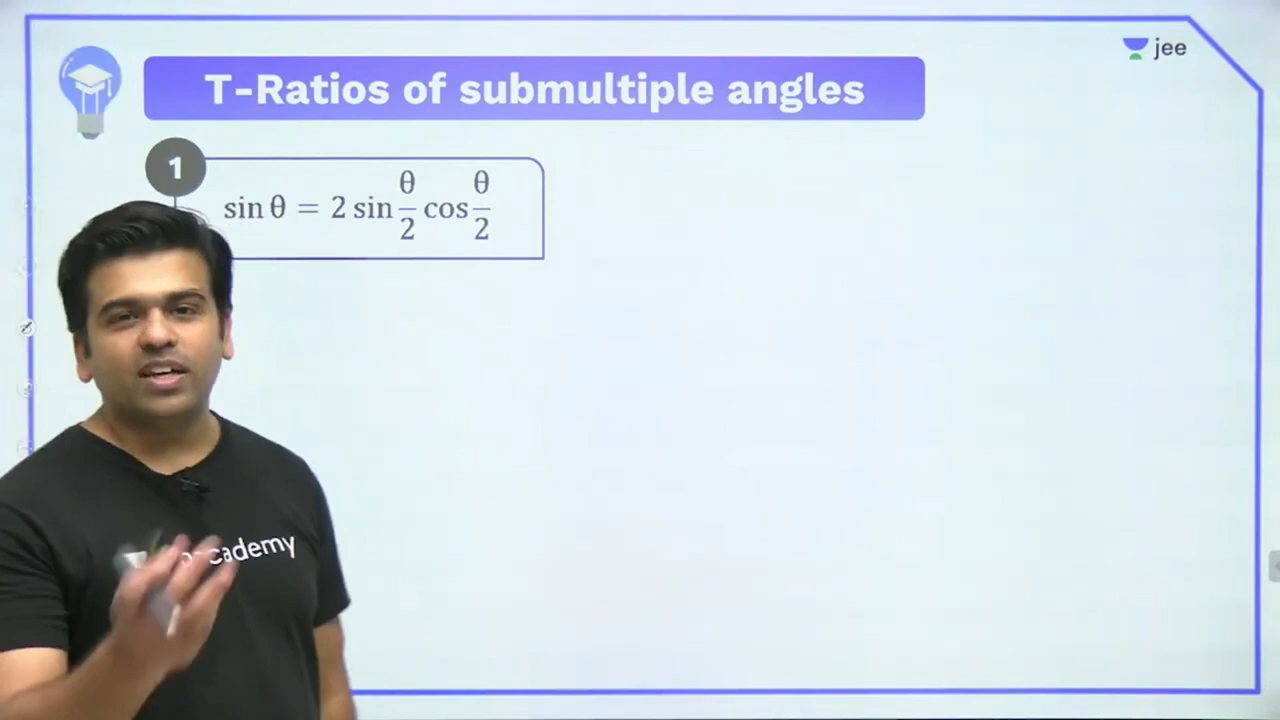 jee
T-Ratios of submultiple angles
1
sin θ = 2 sin θ/2 cos θ/2